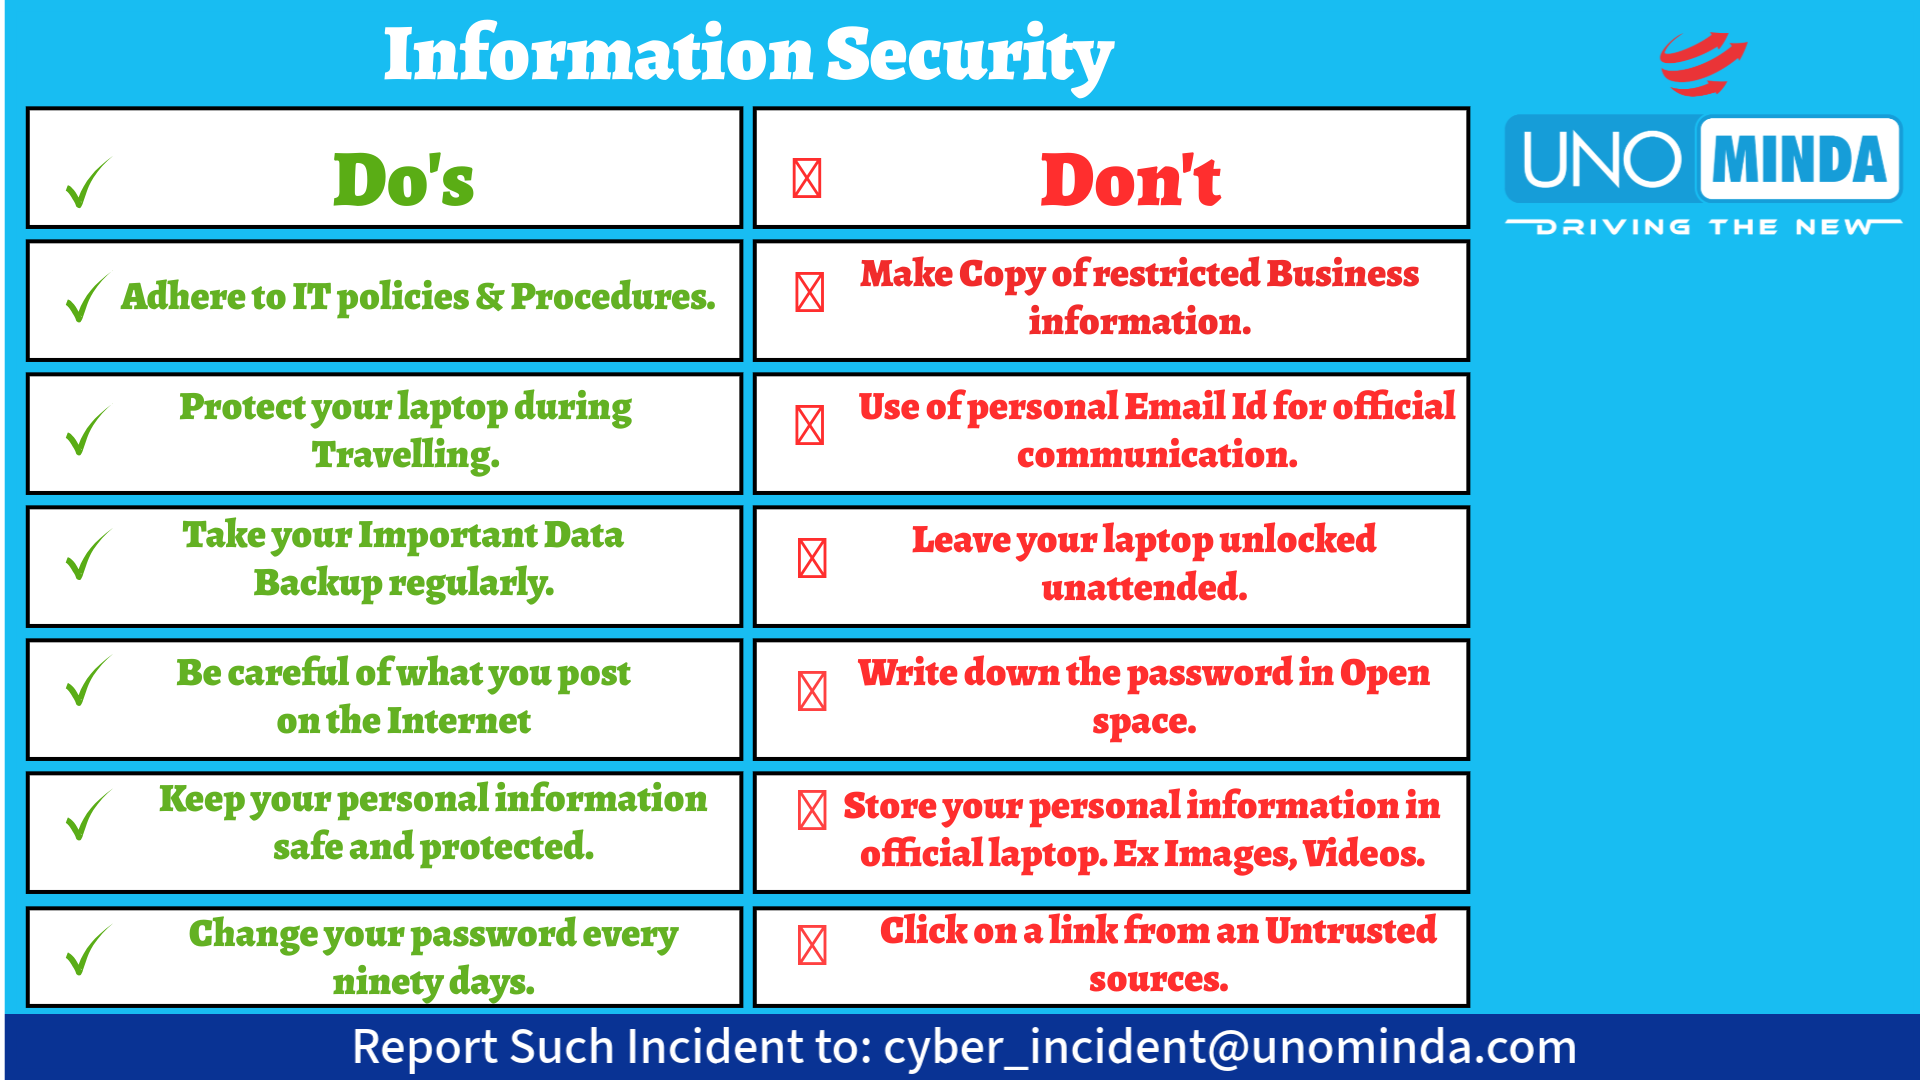 Information Security
UNO MINDA
DRIVING THE NEW
Do's
Don't
Adhere to IT policies & Procedures.
Make Copy of restricted Business
information.
Protect your laptop during
Travelling.
Use of personal Email Id for official
communication.
Take your Important Data
Backup regularly.
Leave your laptop unlocked
unattended.
Be careful of what you post
on the Internet
Write down the password in Open
space.
Keep your personal information
safe and protected.
Store your personal information in
official laptop. Ex Images, Videos.
Change your password every
ninety days.
Click on a link from an Untrusted
sources.
Report Such Incident to: cyber_incident@unominda.com